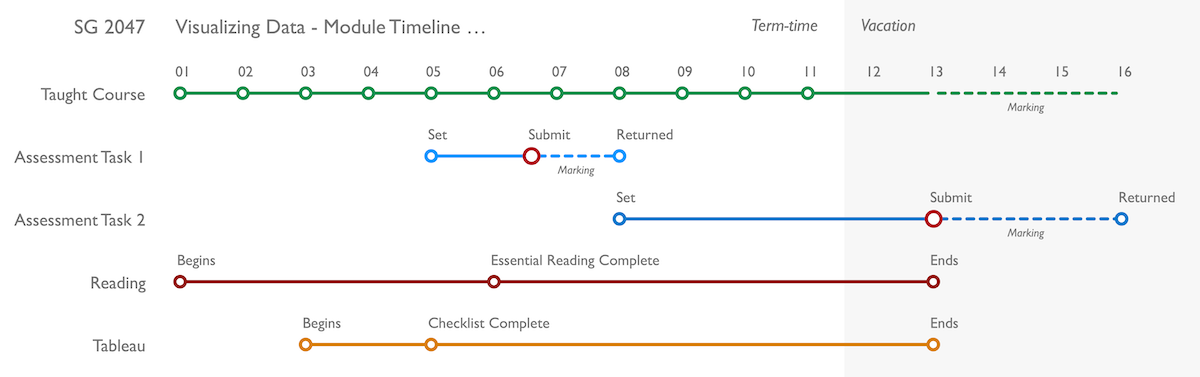 SG 2047 Visualizing Data - Module Timeline …
Term-time Vacation
01 02 03 04 05 06 07 08 09 10 11 12 13 14 15 16
Taught Course
Marking
Set Submit Returned
Assessment Task 1
Marking
Set Submit Returned
Assessment Task 2
Marking
Begins Essential Reading Complete Ends
Reading
Begins Checklist Complete Ends
Tableau